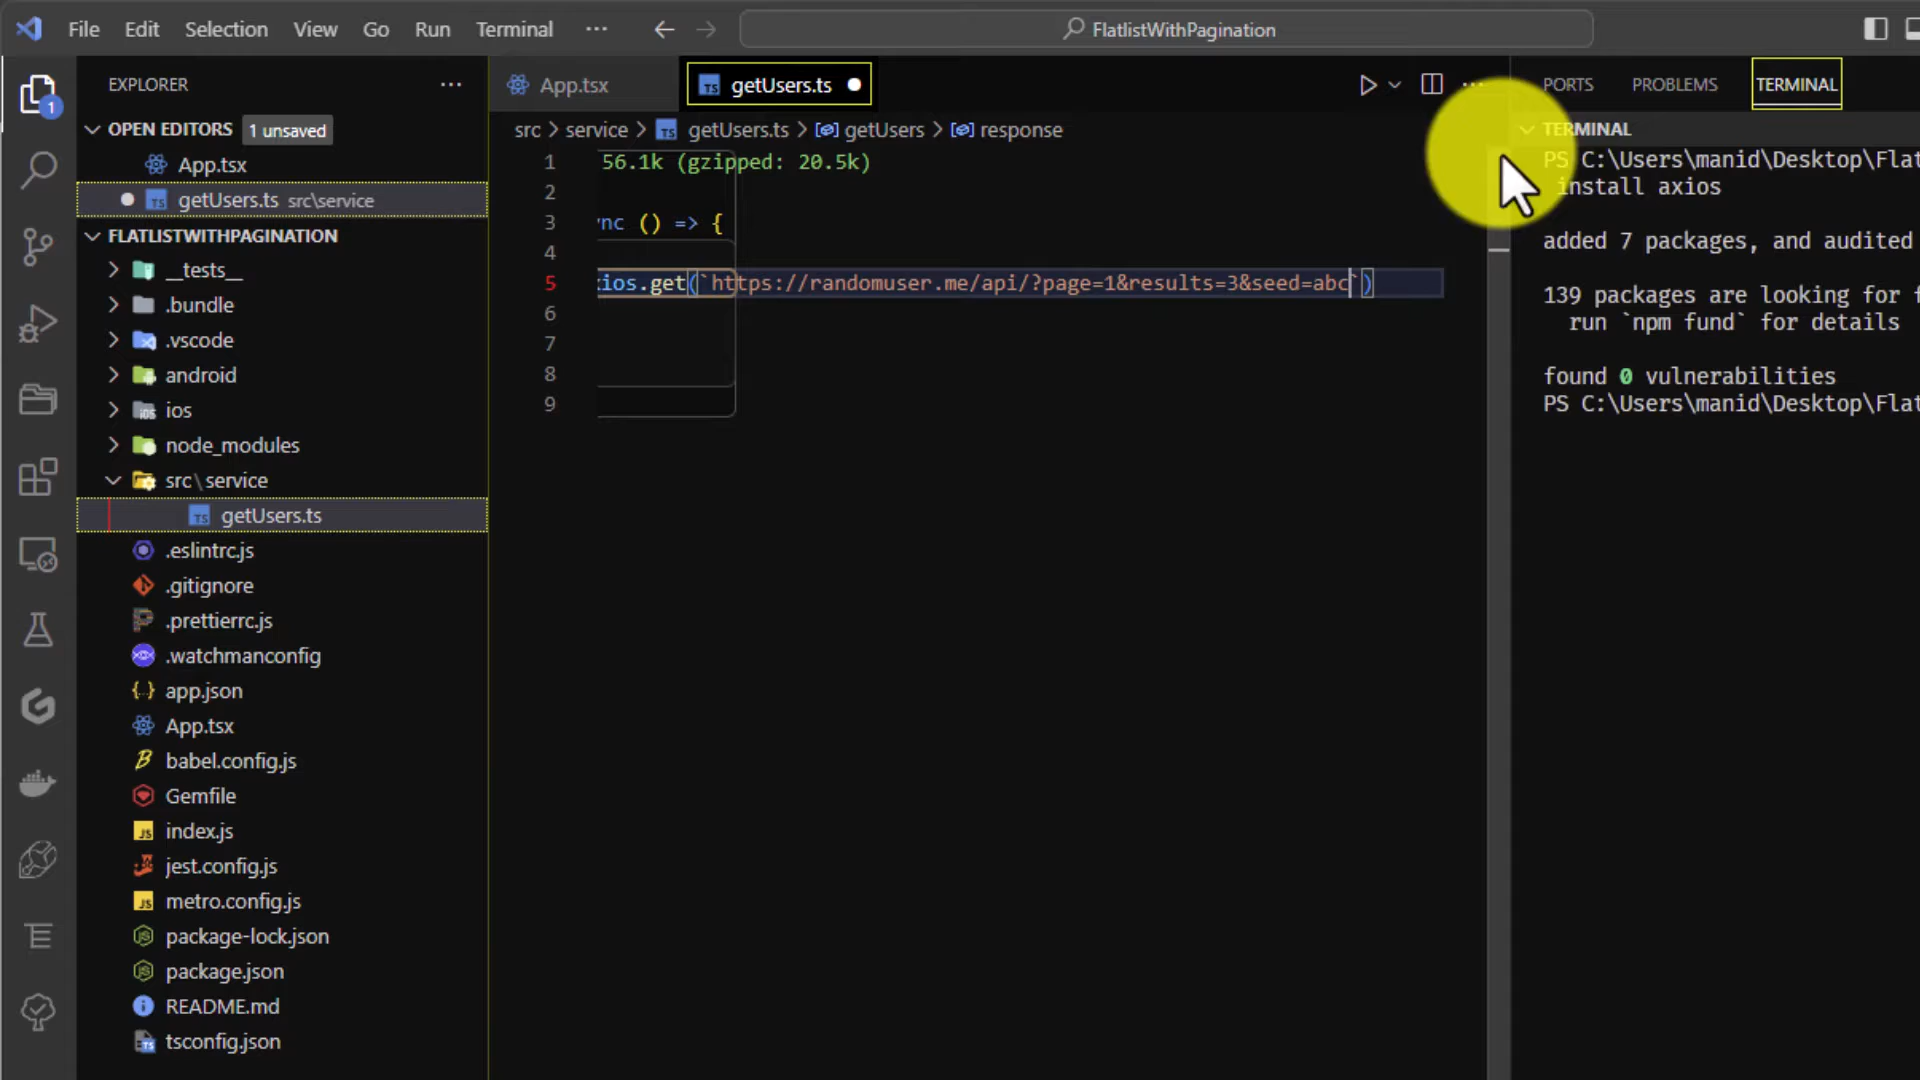 File Edit Selection View Go Run Terminal ··· FlatlistWithPagination
EXPLORER ···
OPEN EDITORS 1 unsaved
App.tsx
getUsers.ts src\service
FLATLISTWITHPAGINATION
__tests__
.bundle
.vscode
android
ios
node_modules
src\service
getUsers.ts
.eslintrc.js
.gitignore
.prettierrc.js
.watchmanconfig
app.json
App.tsx
babel.config.js
Gemfile
index.js
jest.config.js
metro.config.js
package-lock.json
package.json
README.md
tsconfig.json
1
App.tsx getUsers.ts
src > service > TS getUsers.ts > getUsers > response
1 56.1k (gzipped: 20.5k)
2
3 nc () => {
4
5 ios.get(`https://randomuser.me/api/?page=1&results=3&seed=abc`)
6
7
8
9
PORTS PROBLEMS TERMINAL
TERMINAL
PS C:\Users\manid\Desktop\Flat
install axios
added 7 packages, and audited
139 packages are looking for f
run `npm fund` for details
found 0 vulnerabilities
PS C:\Users\manid\Desktop\Flat